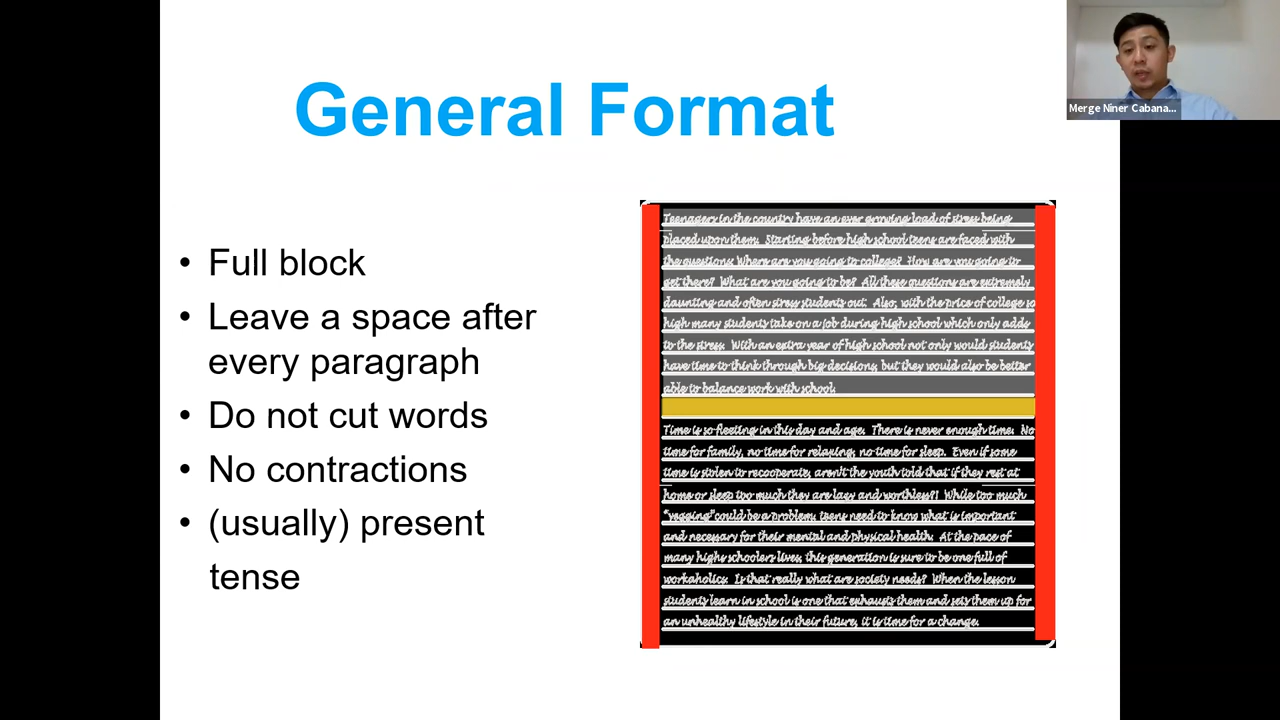 Merge Niner Cabana...
General Format
• Full block
• Leave a space after
every paragraph
• Do not cut words
• No contractions
• (usually) present
tense
Teenagers in the country have an ever growing load of stress being
placed upon them. Starting before high school teens are faced with
the questions: Where are you going to college? How are you going to
get there? What are you going to be? All these questions are extremely
daunting and often stress students out. Also, with the price of college so
high many students take on a job during high school which only adds
to the stress. With an extra year of high school not only would students
have time to think through big decisions, but they would also be better
able to balance work with school.
Time is so fleeting in this day and age. There is never enough time. No
time for family, no time for relaxing, no time for sleep. Even if some
time is stolen to recooperate, aren't the youth told that if they rest at
home or sleep too much they are lazy and worthless?! While too much
"vegging" could be a problem, teens need to know what is important
and necessary for their mental and physical health. At the pace of
many highs schoolers lives, this generation is sure to be one full of
workaholics. Is that really what are society needs? When the lesson
students learn in school is one that exhausts them and sets them up for
an unhealthy lifestyle in their future, it is time for a change.